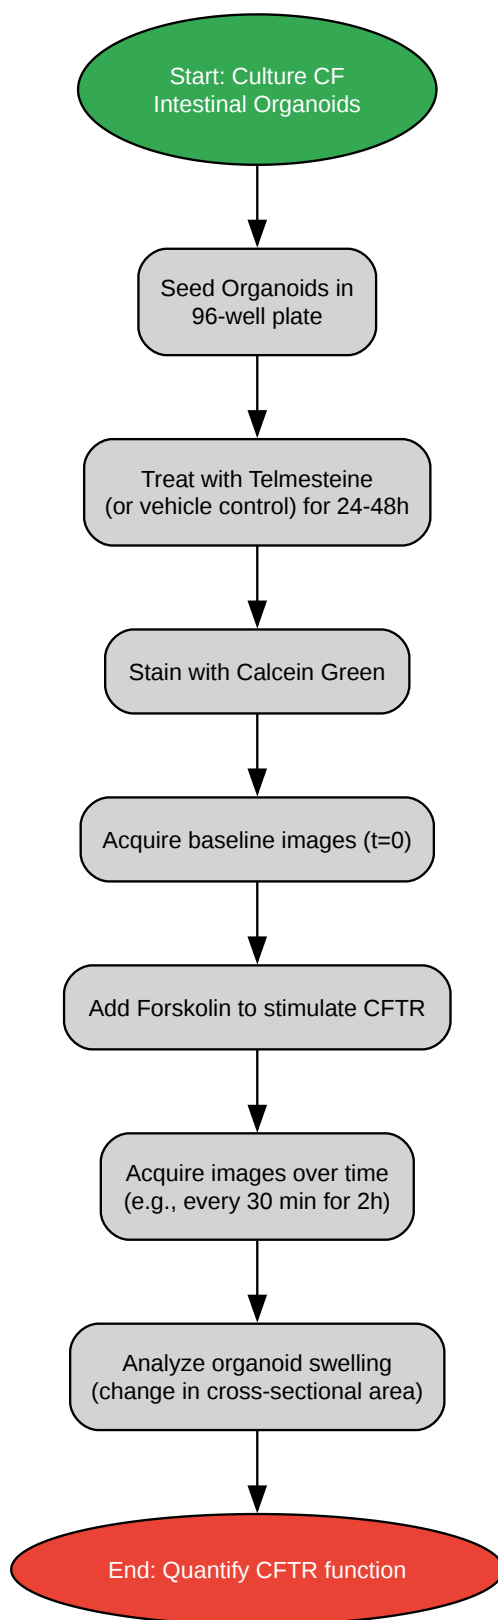 Start: Culture CF
Intestinal Organoids
Seed Organoids in
96-well plate
Treat with Telmesteine
(or vehicle control) for 24-48h
Stain with Calcein Green
Acquire baseline images (t=0)
Add Forskolin to stimulate CFTR
Acquire images over time
(e.g., every 30 min for 2h)
Analyze organoid swelling
(change in cross-sectional area)
End: Quantify CFTR function